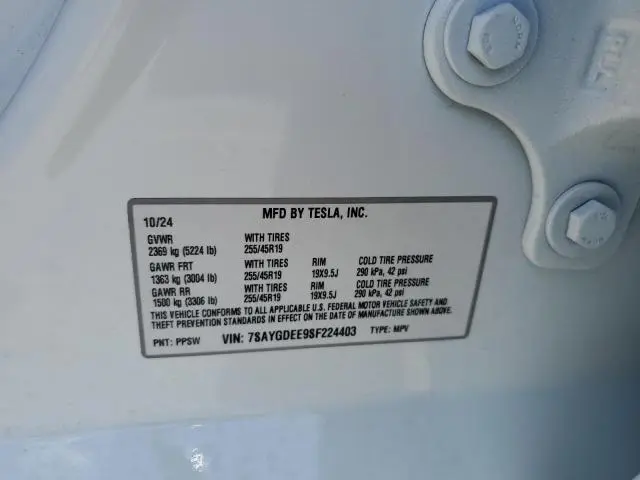 10/24 MFD BY TESLA, INC.
GVWR WITH TIRES
2369 kg (5224 lb) 255/45R19
GAWR FRT WITH TIRES RIM COLD TIRE PRESSURE
1363 kg (3004 lb) 255/45R19 19X9.5J 290 kPa, 42 psi
GAWR RR WITH TIRES RIM COLD TIRE PRESSURE
1500 kg (3306 lb) 255/45R19 19X9.5J 290 kPa, 42 psi
THIS VEHICLE CONFORMS TO ALL APPLICABLE U.S. FEDERAL MOTOR VEHICLE SAFETY AND
THEFT PREVENTION STANDARDS IN EFFECT ON THE DATE OF MANUFACTURE SHOWN ABOVE.
PNT: PPSW VIN: 7SAYGDEE9SF224403 TYPE: MPV